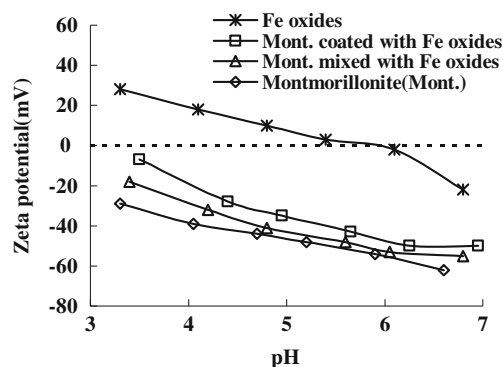 Fe oxides
Mont. coated with Fe oxides
Mont. mixed with Fe oxides
Montmorillonite(Mont.)
Zeta potential(mV)
60
40
20
0
-20
-40
-60
-80
3 4 5 6 7
pH